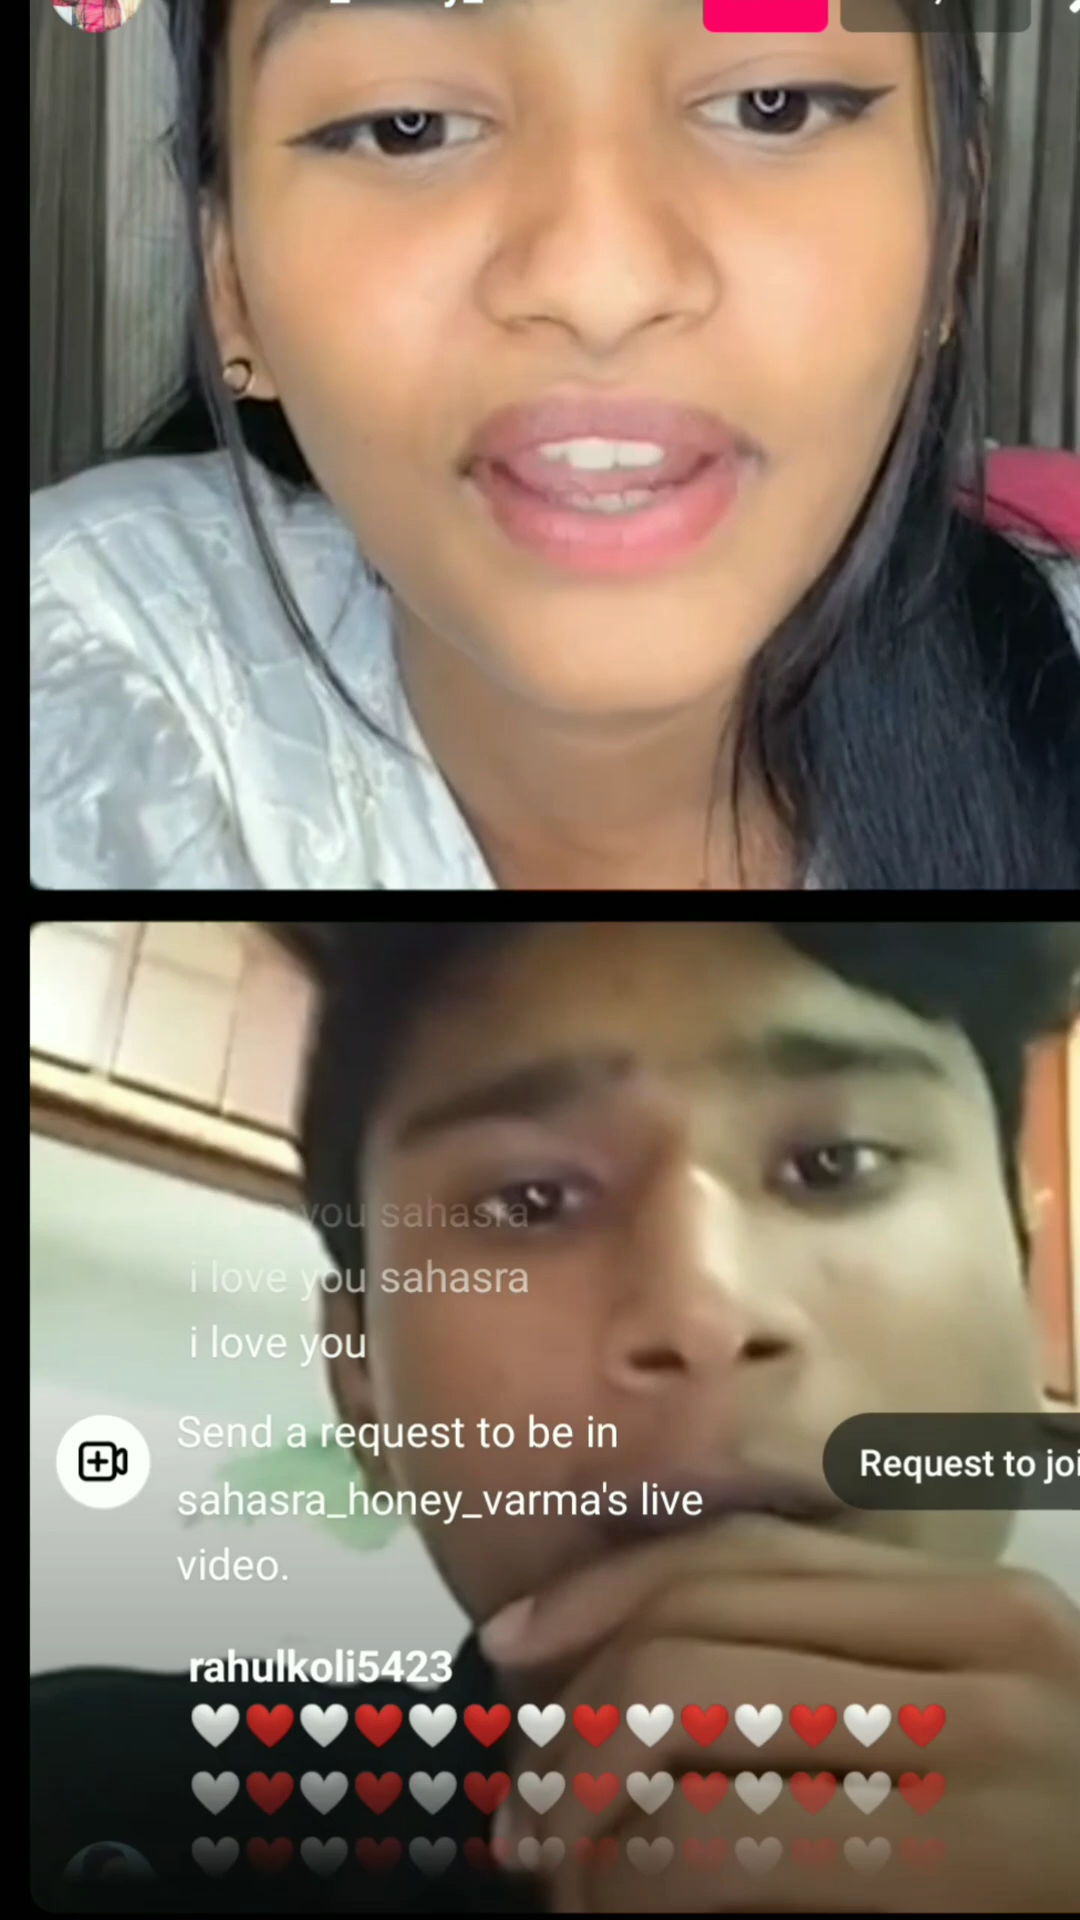 you sahasra
i love you sahasra
i love you
Send a request to be in
sahasra_honey_varma's live
video.
Request to joi
rahulkoli5423
🤍❤️🤍❤️🤍❤️🤍❤️🤍❤️🤍❤️🤍❤️
🤍❤️🤍❤️🤍❤️🤍❤️🤍❤️🤍❤️🤍❤️
🤍❤️🤍❤️🤍❤️🤍❤️🤍❤️🤍❤️🤍❤️